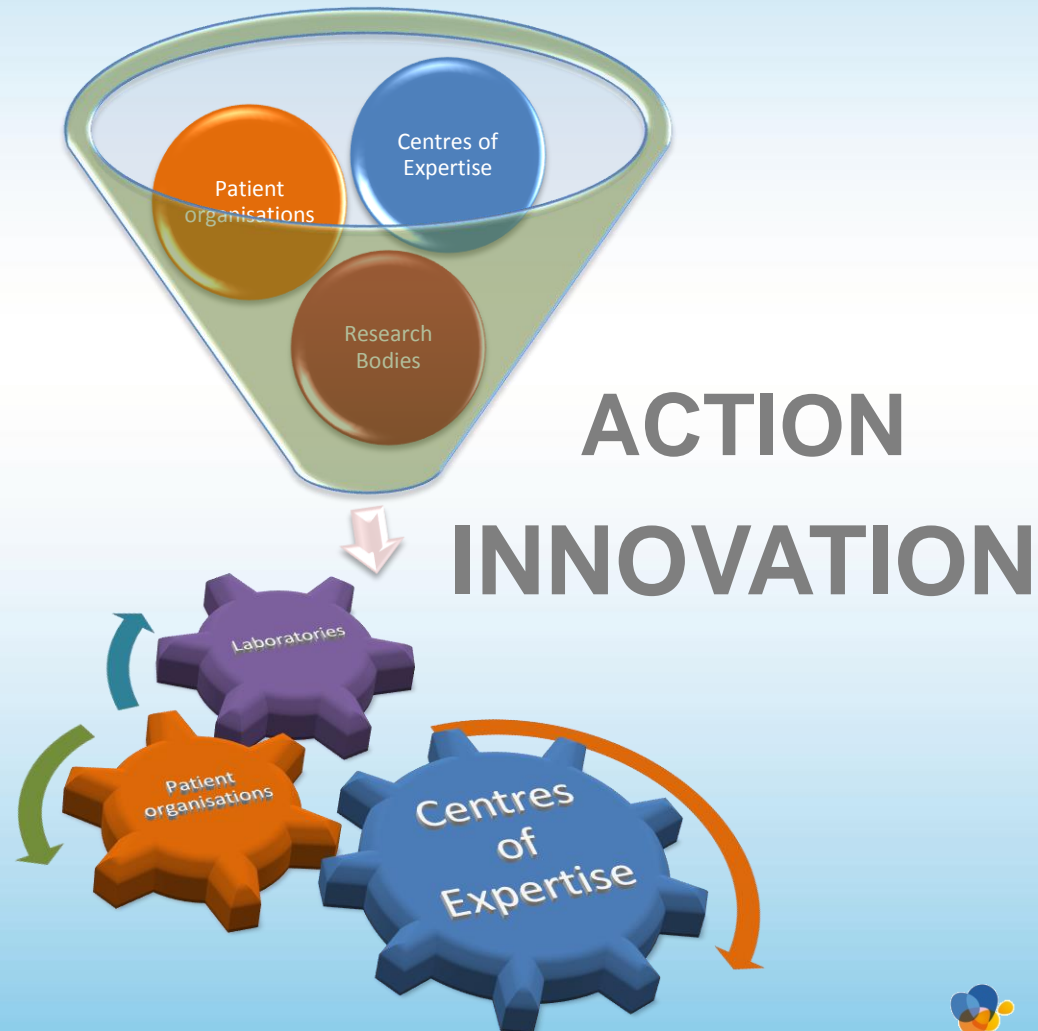 Centres of
Expertise
Patient
organisations
Research
Bodies
ACTION
INNOVATION
Laboratories
Patient
organisations
Centres
of
Expertise